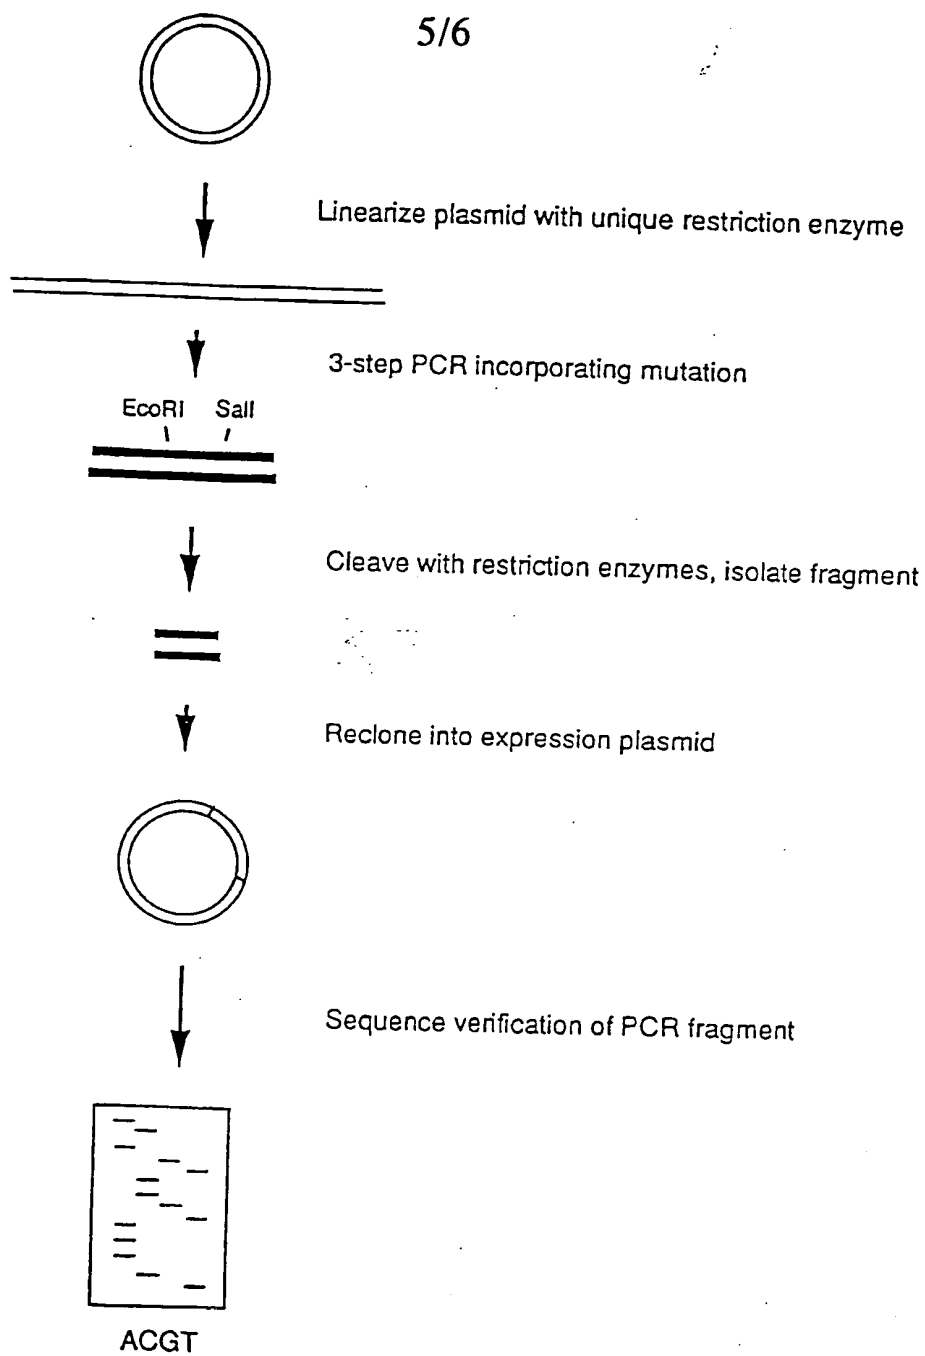 5/6
Linearize plasmid with unique restriction enzyme
3-step PCR incorporating mutation
EcoRI SalI
Cleave with restriction enzymes, isolate fragment
Reclone into expression plasmid
Sequence verification of PCR fragment
ACGT